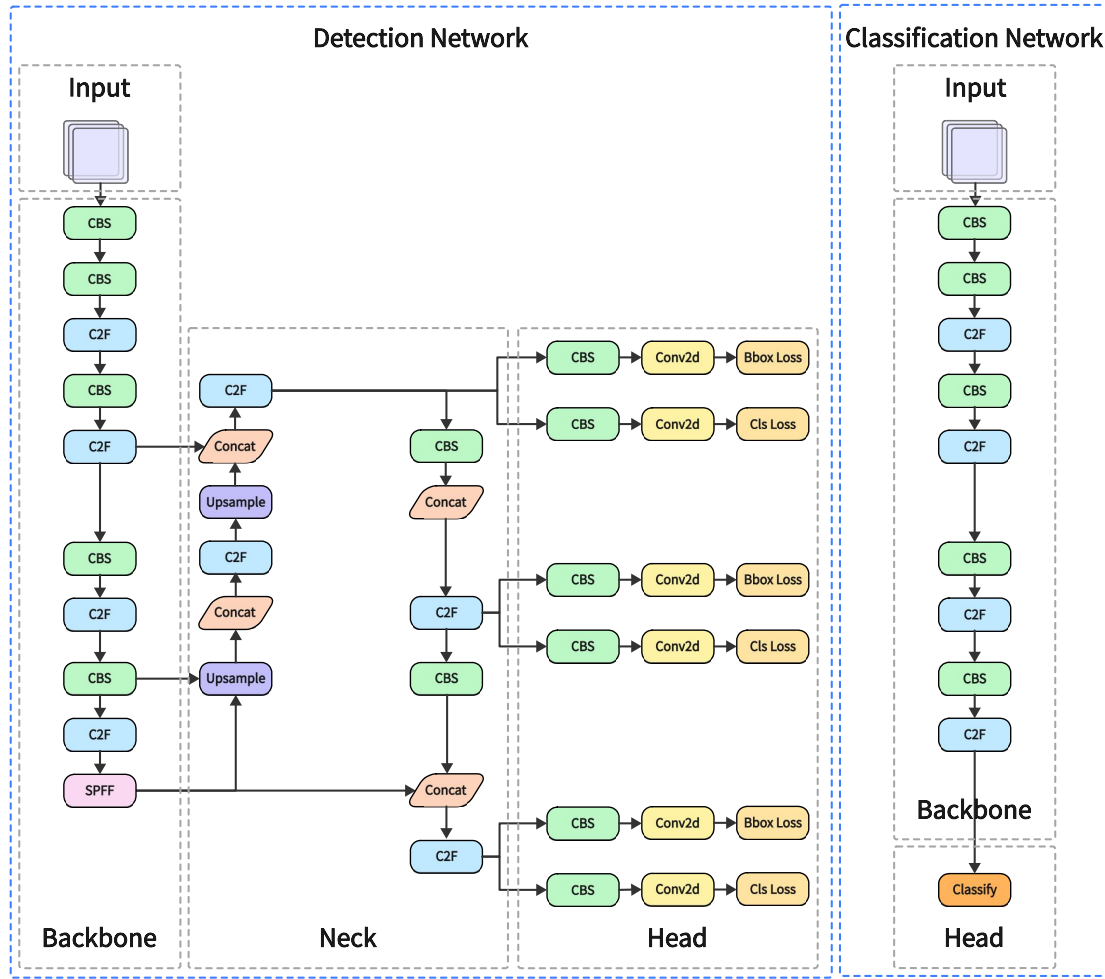 Detection Network
Input
CBS
CBS
C2F
CBS
C2F
CBS
C2F
CBS
C2F
SPFF
Backbone
C2F
Concat
Upsample
C2F
Concat
Upsample
CBS
Concat
C2F
CBS
Concat
C2F
Neck
CBS Conv2d Bbox Loss
CBS Conv2d Cls Loss
CBS Conv2d Bbox Loss
CBS Conv2d Cls Loss
CBS Conv2d Bbox Loss
CBS Conv2d Cls Loss
Head
Classification Network
Input
CBS
CBS
C2F
CBS
C2F
CBS
C2F
CBS
C2F
Backbone
Classify
Head